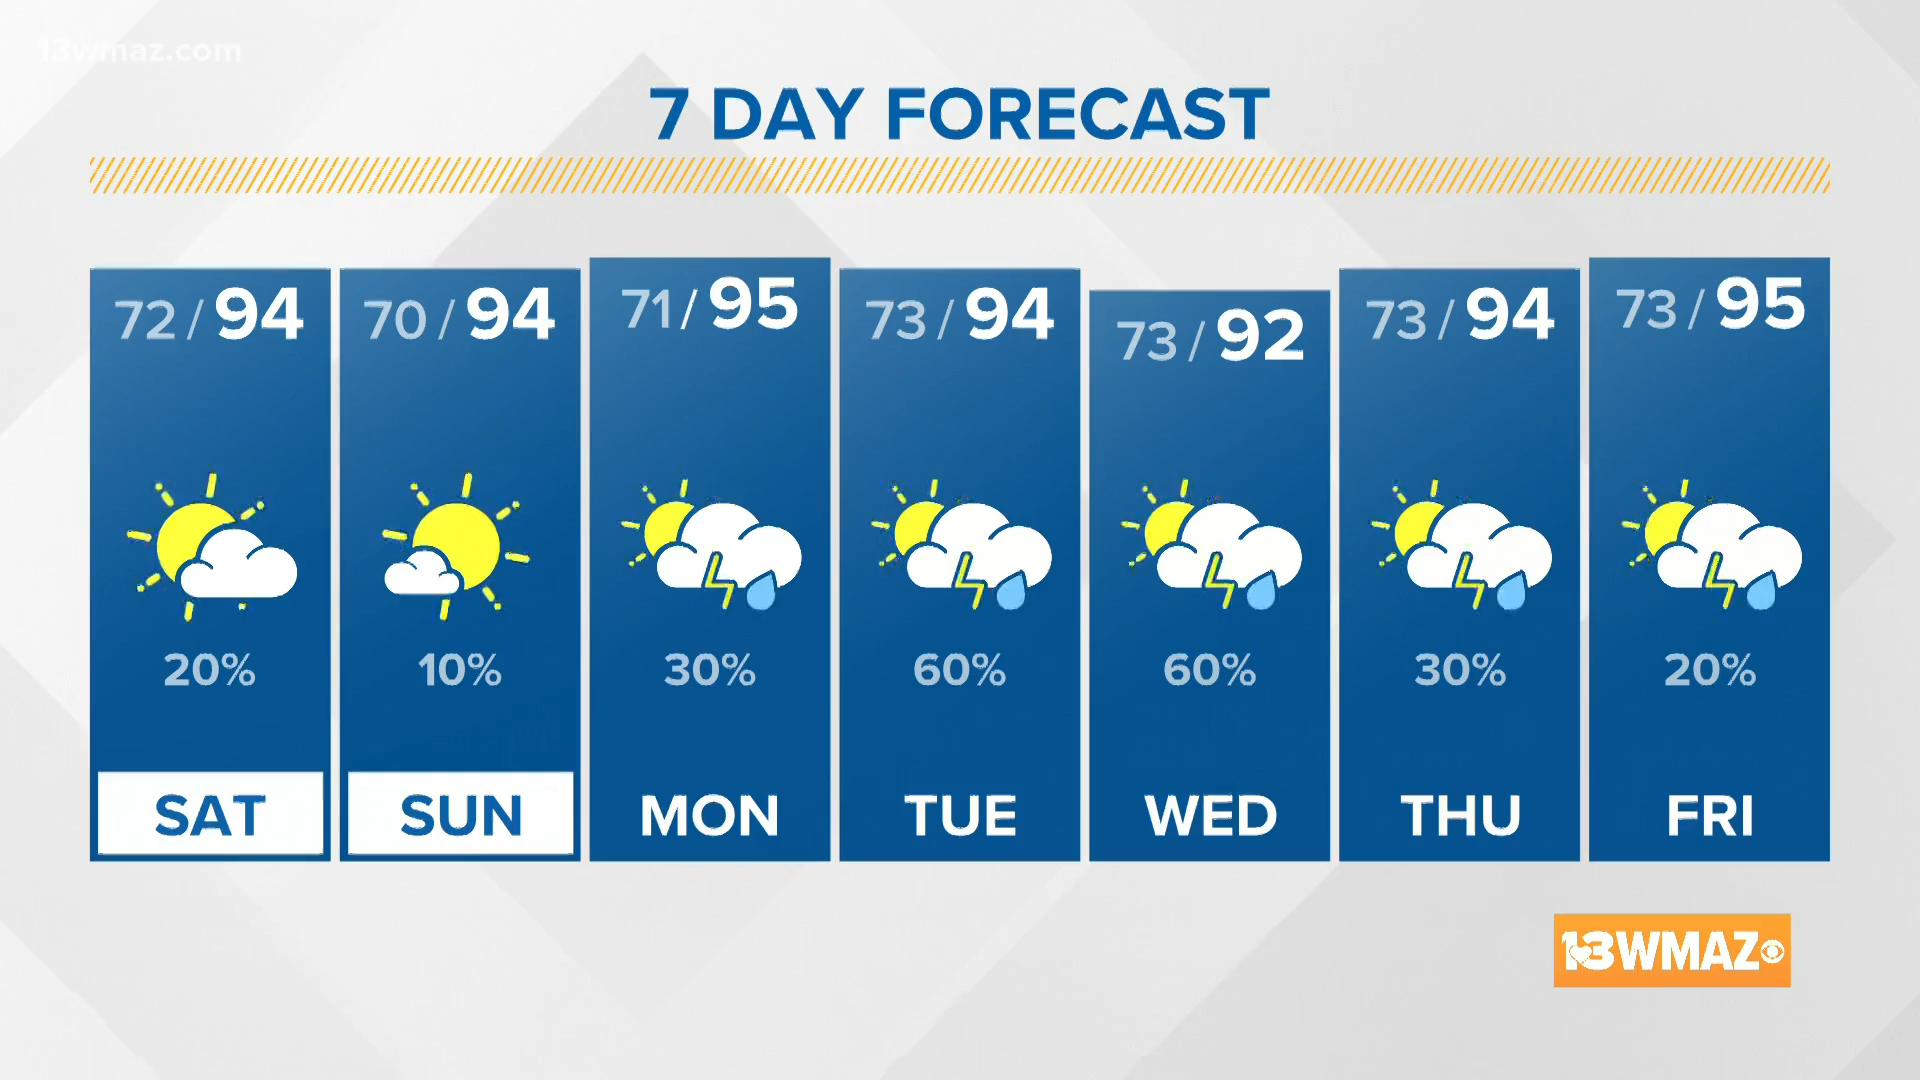 13wmaz.com
7 DAY FORECAST
72/94 70/94 71/95 73/94 73/92 73/94 73/95
20% 10% 30% 60% 60% 30% 20%
SAT SUN MON TUE WED THU FRI
13WMAZ